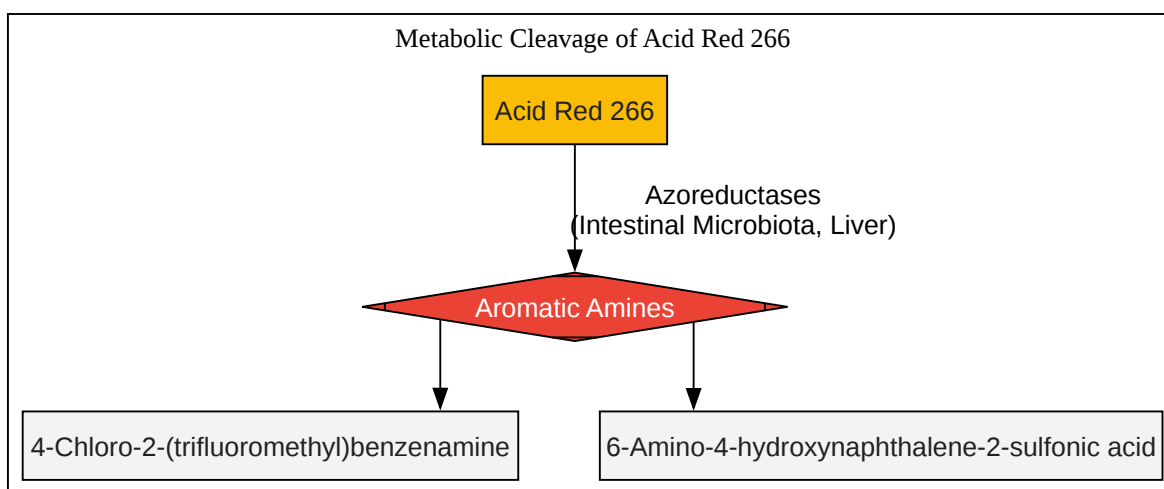 Metabolic Cleavage of Acid Red 266
Acid Red 266
Azoreductases
(Intestinal Microbiota, Liver)
Aromatic Amines
4-Chloro-2-(trifluoromethyl)benzenamine
6-Amino-4-hydroxynaphthalene-2-sulfonic acid